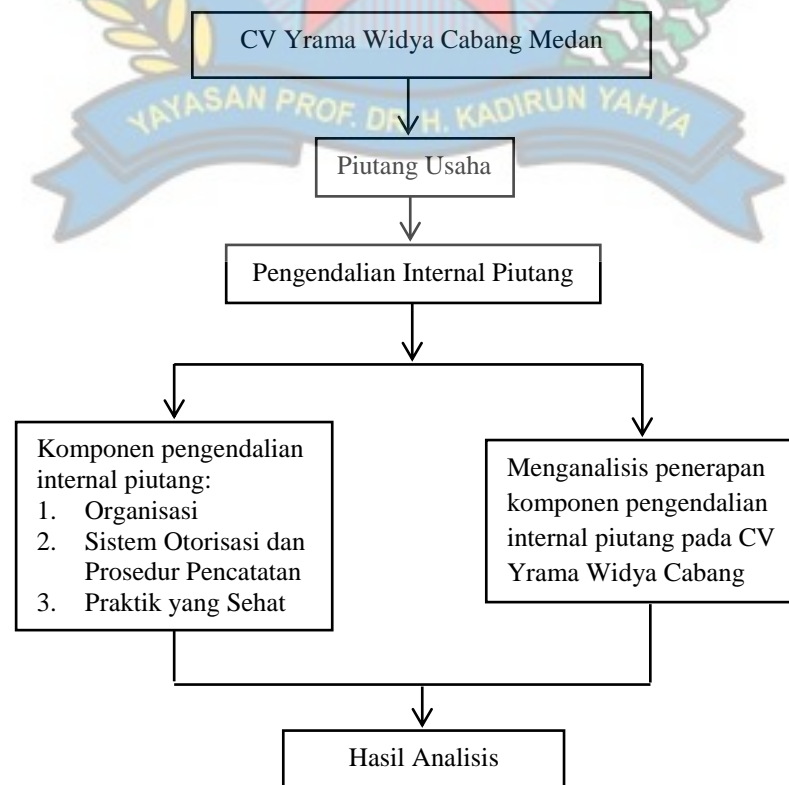 CV Yrama Widya Cabang Medan
YAYASAN PROF. DR. H. KADIRUN YAHYA
Piutang Usaha
Pengendalian Internal Piutang
Komponen pengendalian
internal piutang:
1. Organisasi
2. Sistem Otorisasi dan
Prosedur Pencatatan
3. Praktik yang Sehat
Menganalisis penerapan
komponen pengendalian
internal piutang pada CV
Yrama Widya Cabang
Hasil Analisis